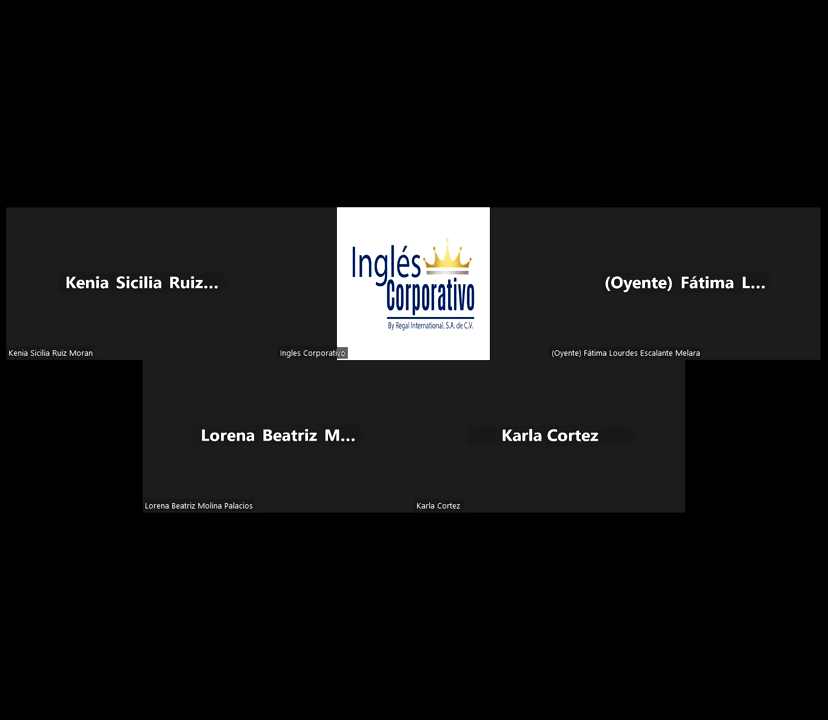 Kenia Sicilia Ruiz...
Inglés
Corporativo
By Regal International, S.A. de C.V.
(Oyente) Fátima L...
Kenia Sicilia Ruiz Moran
Ingles Corporativo
(Oyente) Fátima Lourdes Escalante Melara
Lorena Beatriz M...
Karla Cortez
Lorena Beatriz Molina Palacios
Karla Cortez